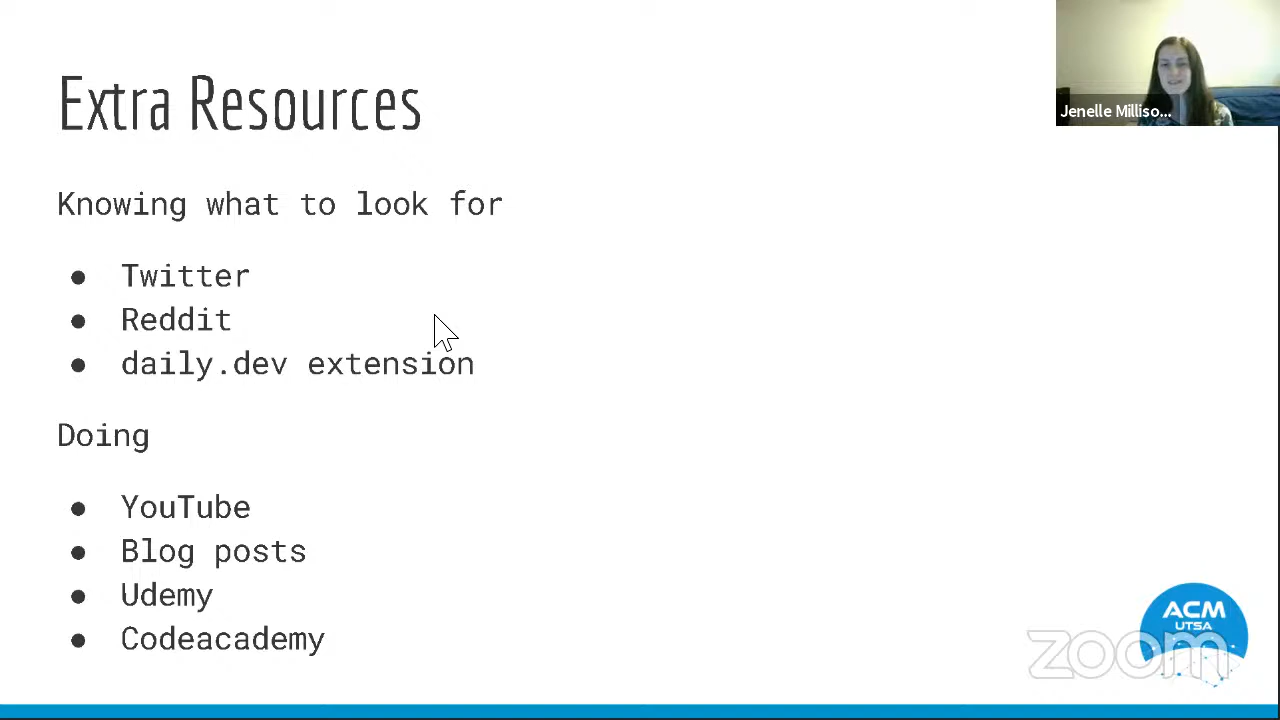 Extra Resources
Jenelle Milliso...
Knowing what to look for
● Twitter
● Reddit
● daily.dev extension
Doing
● YouTube
● Blog posts
● Udemy
● Codeacademy
ACM
UTSA
zoom